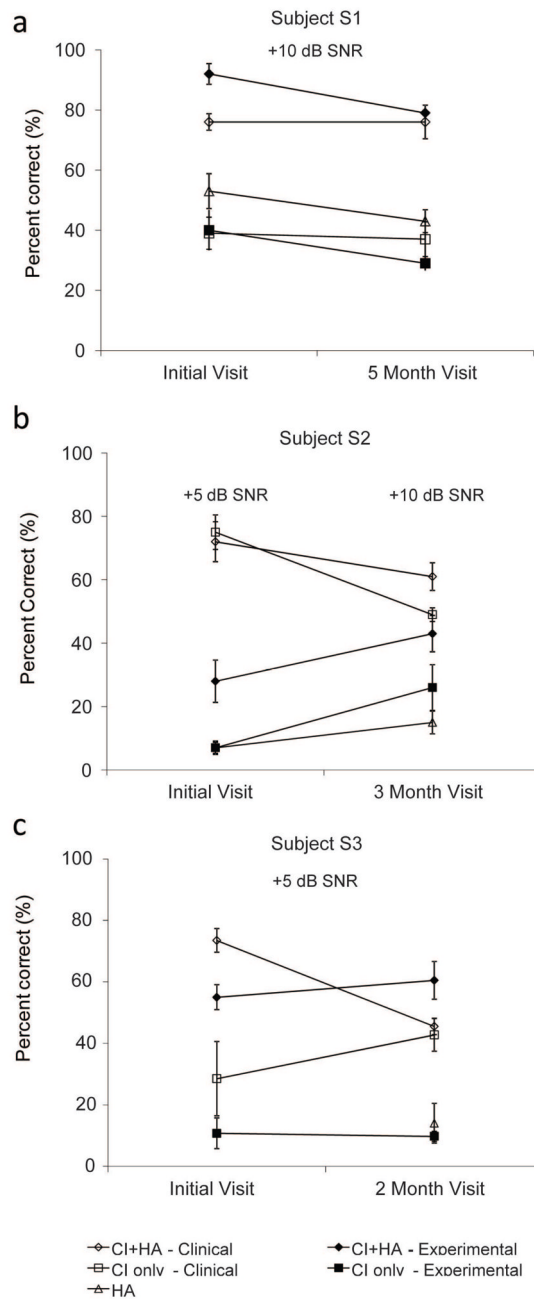 a
Subject S1
+10 dB SNR
Percent correct (%)
100
80
60
40
20
0
Initial Visit 5 Month Visit
b
Subject S2
+5 dB SNR +10 dB SNR
Percent Correct (%)
100
80
60
40
20
0
Initial Visit 3 Month Visit
c
Subject S3
+5 dB SNR
Percent correct (%)
100
80
60
40
20
0
Initial Visit 2 Month Visit
CI+HA - Clinical CI+HA - Experimental
CI only - Clinical CI only - Experimental
HA